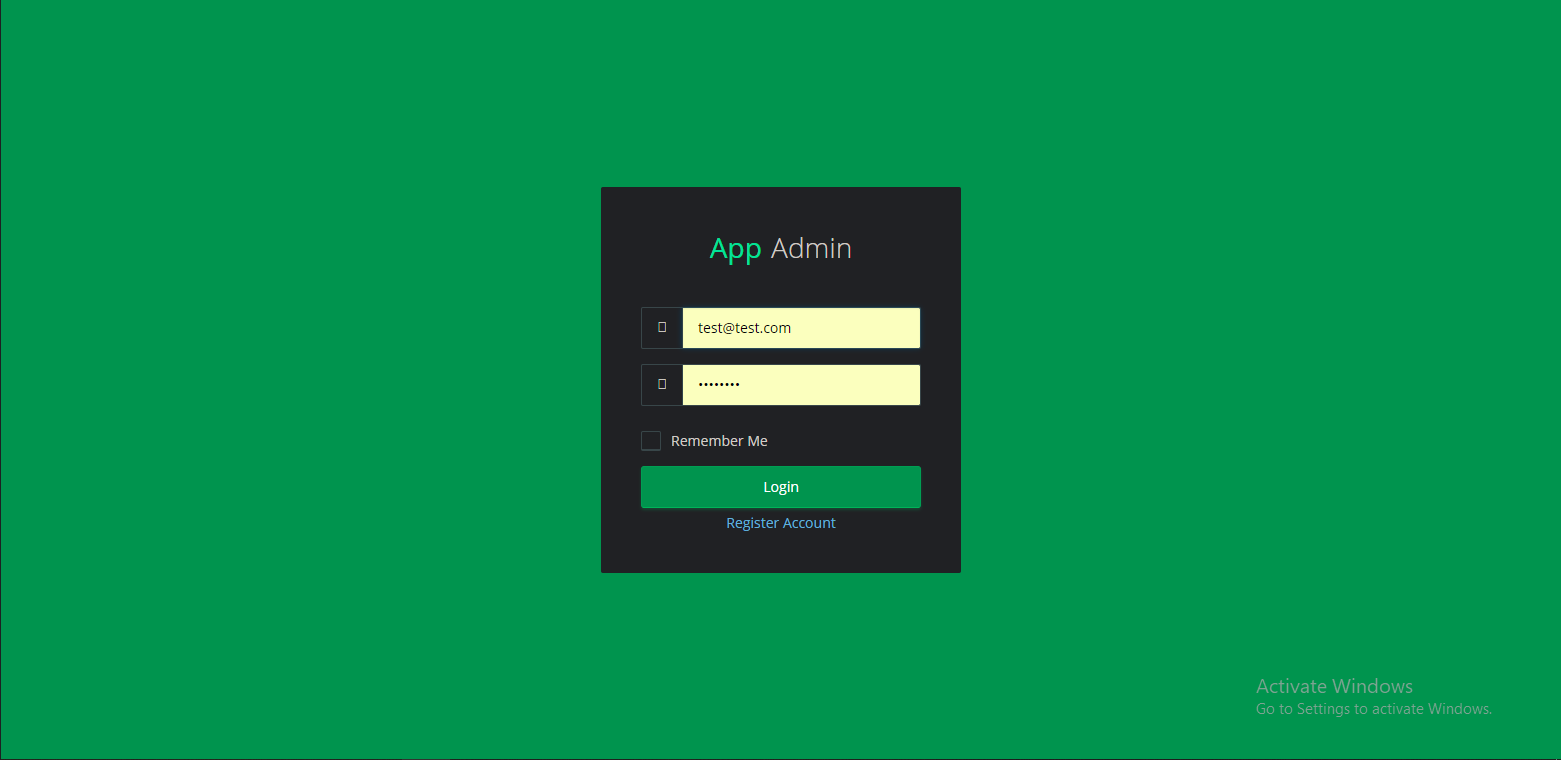 App Admin
test@test.com
••••••••
Remember Me
Login
Register Account
Activate Windows
Go to Settings to activate Windows.